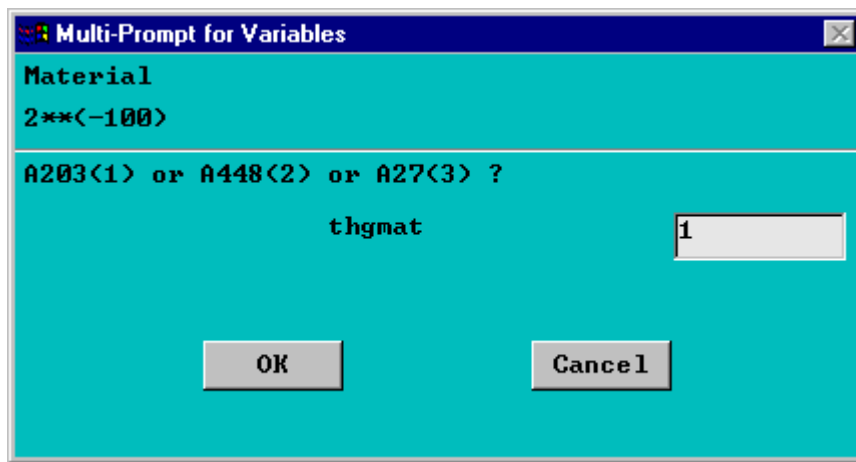 Multi-Prompt for Variables
Material
2**(-100)
A203(1) or A448(2) or A27(3) ?
thgmat 1
OK Cancel